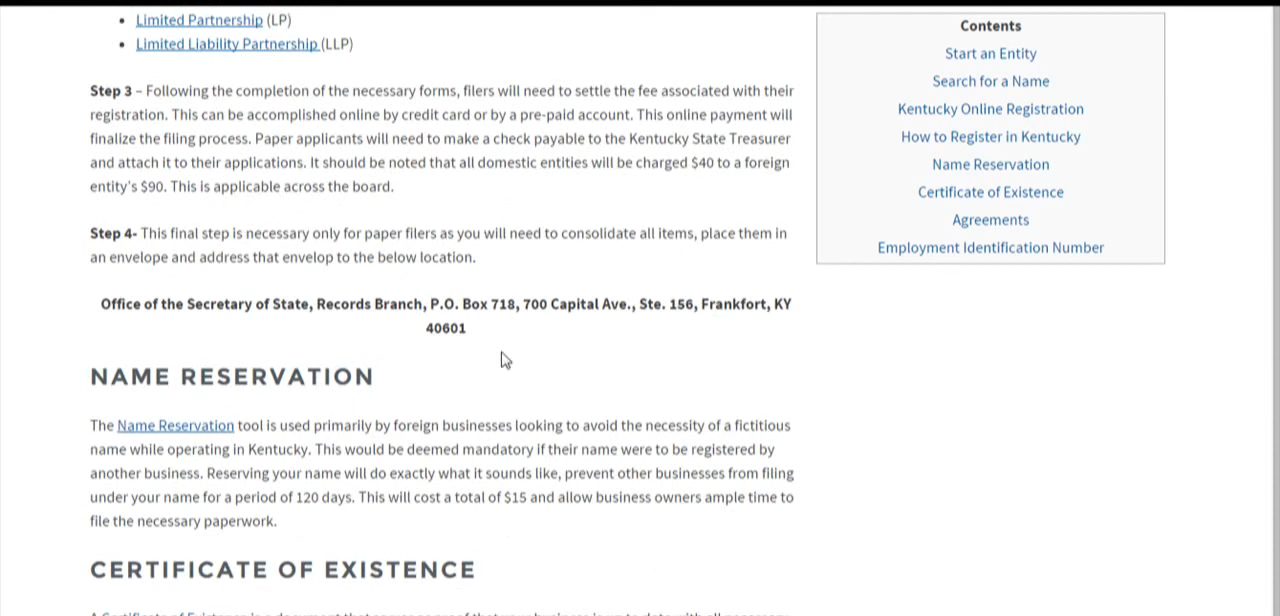 Limited Partnership (LP)
Limited Liability Partnership (LLP)
Step 3 – Following the completion of the necessary forms, filers will need to settle the fee associated with their
registration. This can be accomplished online by credit card or by a pre-paid account. This online payment will
finalize the filing process. Paper applicants will need to make a check payable to the Kentucky State Treasurer
and attach it to their applications. It should be noted that all domestic entities will be charged $40 to a foreign
entity's $90. This is applicable across the board.
Step 4- This final step is necessary only for paper filers as you will need to consolidate all items, place them in
an envelope and address that envelop to the below location.
Office of the Secretary of State, Records Branch, P.O. Box 718, 700 Capital Ave., Ste. 156, Frankfort, KY
40601
NAME RESERVATION
The Name Reservation tool is used primarily by foreign businesses looking to avoid the necessity of a fictitious
name while operating in Kentucky. This would be deemed mandatory if their name were to be registered by
another business. Reserving your name will do exactly what it sounds like, prevent other businesses from filing
under your name for a period of 120 days. This will cost a total of $15 and allow business owners ample time to
file the necessary paperwork.
CERTIFICATE OF EXISTENCE
Contents
Start an Entity
Search for a Name
Kentucky Online Registration
How to Register in Kentucky
Name Reservation
Certificate of Existence
Agreements
Employment Identification Number